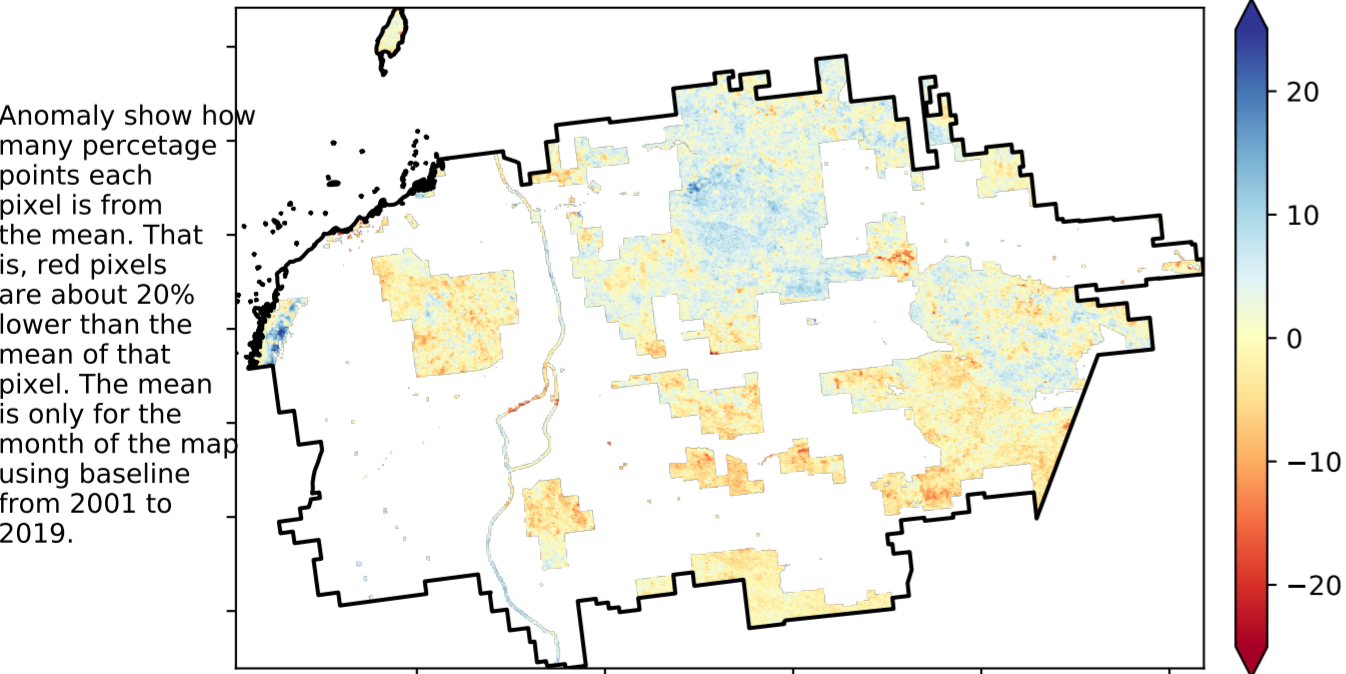 Anomaly show how
many percetage
points each
pixel is from
the mean. That
is, red pixels
are about 20%
lower than the
mean of that
pixel. The mean
is only for the
month of the map
using baseline
from 2001 to
2019.
20
10
0
−10
−20